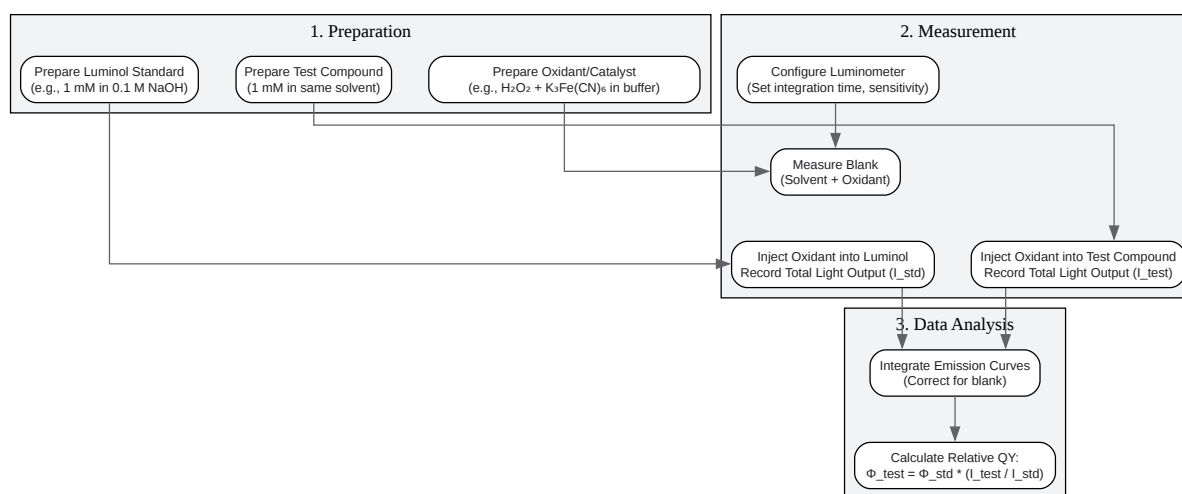 1. Preparation
Prepare Luminol Standard
(e.g., 1 mM in 0.1 M NaOH)
Prepare Test Compound
(1 mM in same solvent)
Prepare Oxidant/Catalyst
(e.g., H₂O₂ + K₃Fe(CN)₆ in buffer)
2. Measurement
Configure Luminometer
(Set integration time, sensitivity)
Measure Blank
(Solvent + Oxidant)
Inject Oxidant into Luminol
Record Total Light Output (I_std)
Inject Oxidant into Test Compound
Record Total Light Output (I_test)
3. Data Analysis
Integrate Emission Curves
(Correct for blank)
Calculate Relative QY:
Φ_test = Φ_std * (I_test / I_std)